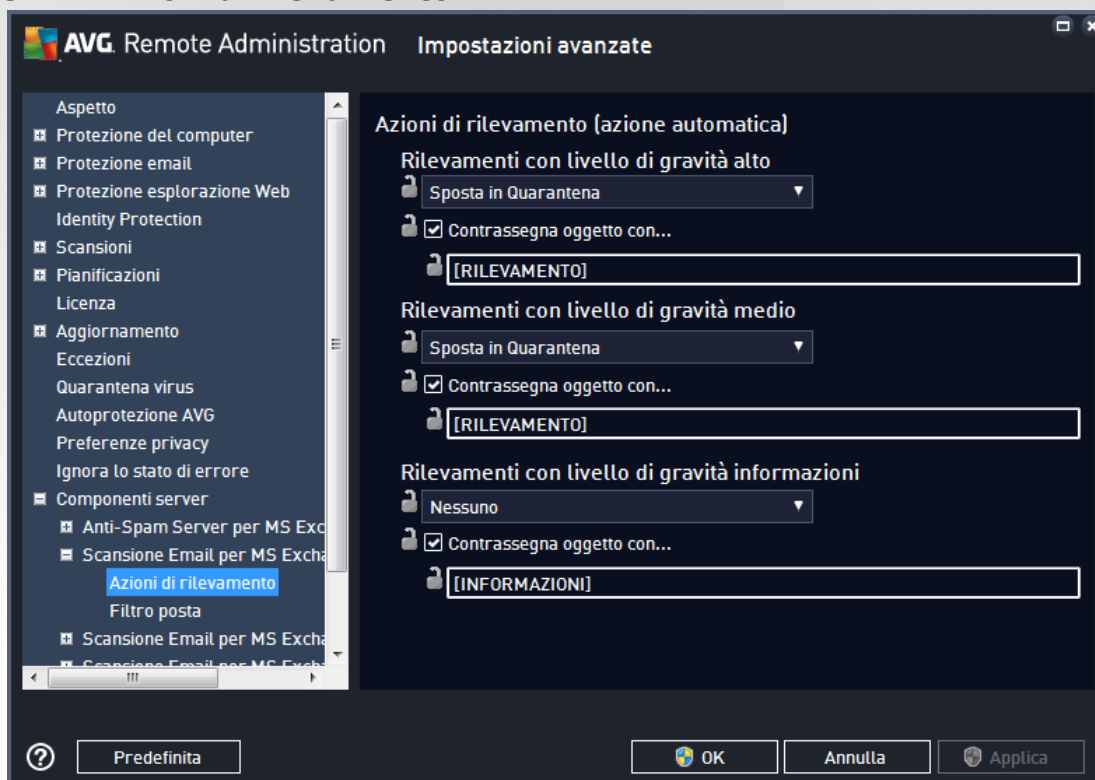 AVG. Remote Administration Impostazioni avanzate
Aspetto
Protezione del computer
Protezione email
Protezione esplorazione Web
Identity Protection
Scansioni
Pianificazioni
Licenza
Aggiornamento
Eccezioni
Quarantena virus
Autoprotezione AVG
Preferenze privacy
Ignora lo stato di errore
Componenti server
Anti-Spam Server per MS Exc
Scansione Email per MS Excha
Azioni di rilevamento
Filtro posta
Scansione Email per MS Excha
Scansione Email per MS Excha
Azioni di rilevamento (azione automatica)
Rilevamenti con livello di gravità alto
Sposta in Quarantena
Contrassegna oggetto con...
[RILEVAMENTO]
Rilevamenti con livello di gravità medio
Sposta in Quarantena
Contrassegna oggetto con...
[RILEVAMENTO]
Rilevamenti con livello di gravità informazioni
Nessuno
Contrassegna oggetto con...
[INFORMAZIONI]
Predefinita
OK
Annulla
Applica